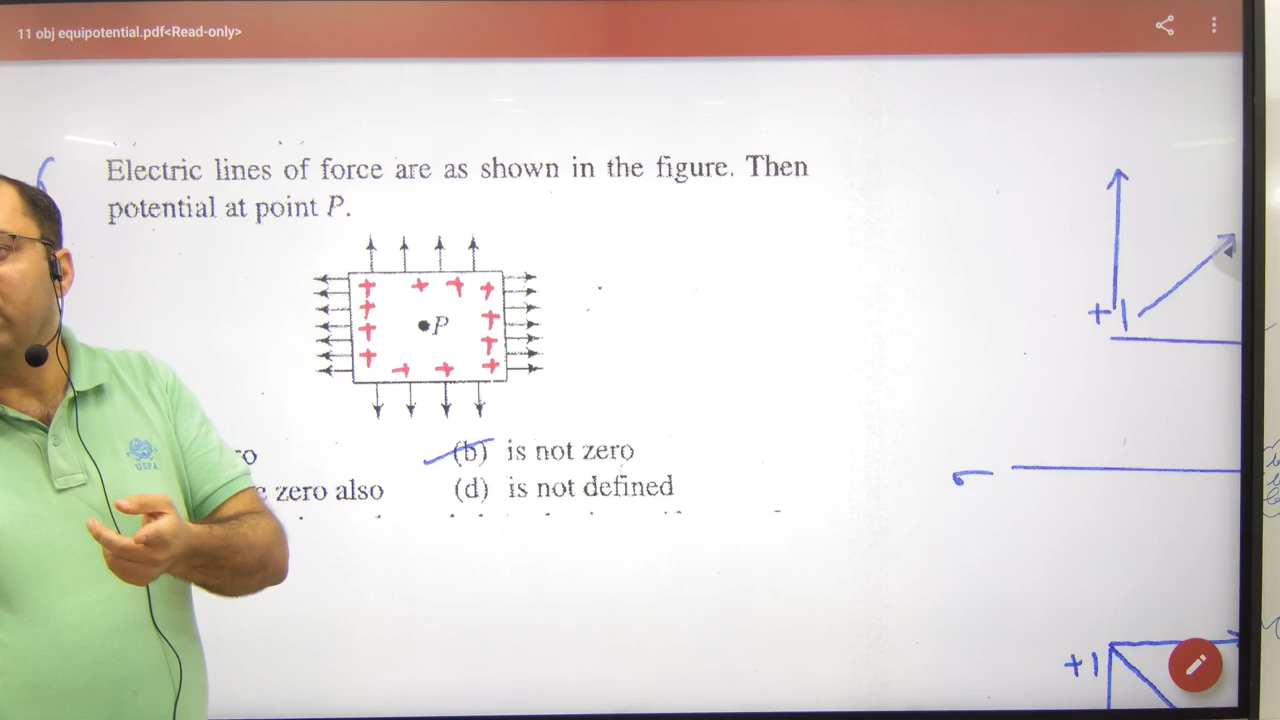 11 obj equipotential.pdf<Read-only>
Electric lines of force are as shown in the figure. Then
potential at point P.
+ + + +
+ +
+ •P +
+ + + +
(b) is not zero
zero also (d) is not defined
+1
+1
USPA